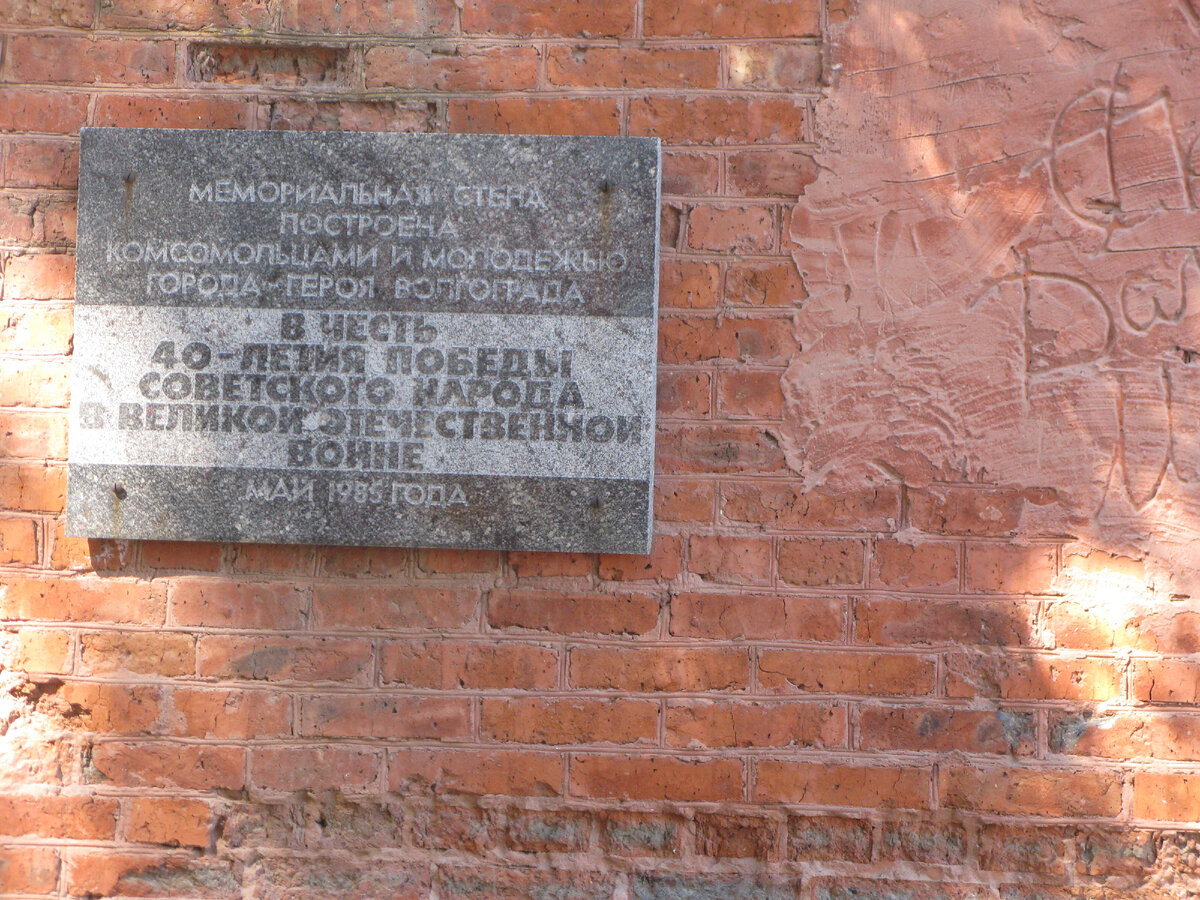 МЕМОРИАЛЬНАЯ СТЕНА
ПОСТРОЕНА
КОМСОМОЛЬЦАМИ И МОЛОДЕЖЬЮ
ГОРОДА-ГЕРОЯ ВОЛГОГРАДА
В ЧЕСТЬ
40-ЛЕТИЯ ПОБЕДЫ
СОВЕТСКОГО НАРОДА
В ВЕЛИКОЙ ОТЕЧЕСТВЕННОЙ
ВОЙНЕ
МАЙ 1985 ГОДА